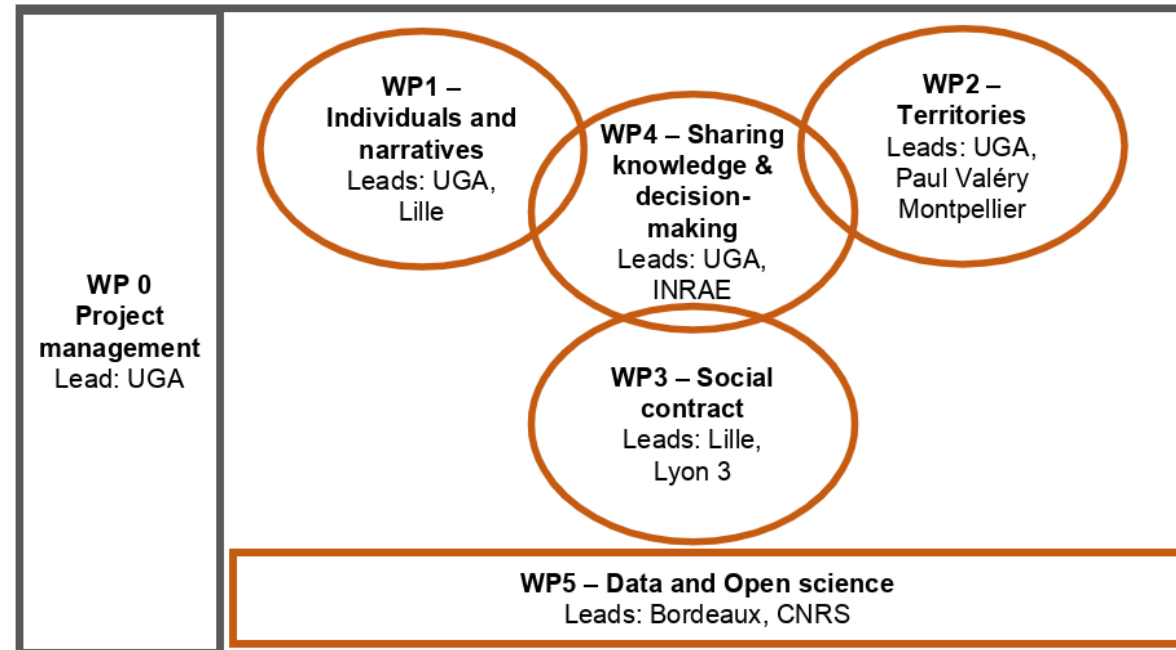 WP 0
Project
management
Lead: UGA
WP1 –
Individuals and
narratives
Leads: UGA,
Lille
WP4 – Sharing
knowledge &
decision-
making
Leads: UGA,
INRAE
WP2 –
Territories
Leads: UGA,
Paul Valéry
Montpellier
WP3 – Social
contract
Leads: Lille,
Lyon 3
WP5 – Data and Open science
Leads: Bordeaux, CNRS